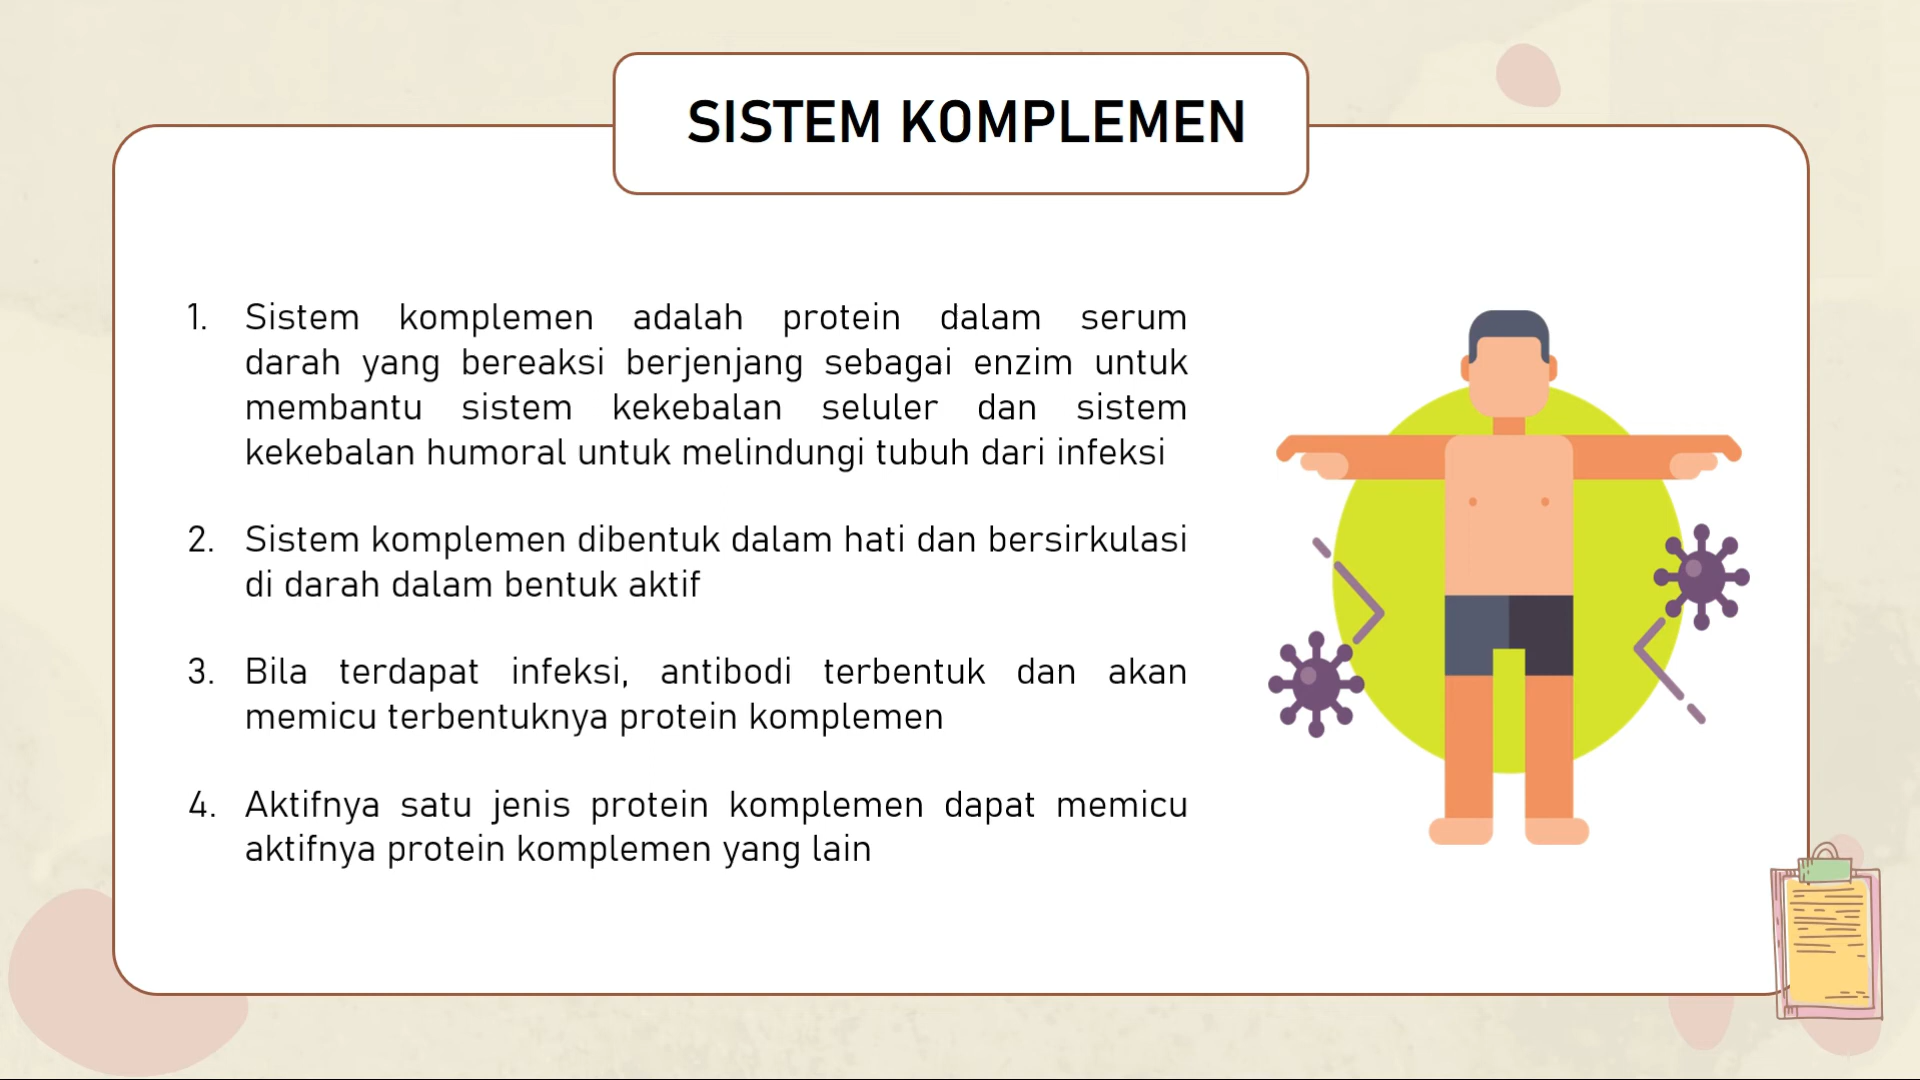 SISTEM KOMPLEMEN
1. Sistem komplemen adalah protein dalam serum
darah yang bereaksi berjenjang sebagai enzim untuk
membantu sistem kekebalan seluler dan sistem
kekebalan humoral untuk melindungi tubuh dari infeksi
2. Sistem komplemen dibentuk dalam hati dan bersirkulasi
di darah dalam bentuk aktif
3. Bila terdapat infeksi, antibodi terbentuk dan akan
memicu terbentuknya protein komplemen
4. Aktifnya satu jenis protein komplemen dapat memicu
aktifnya protein komplemen yang lain